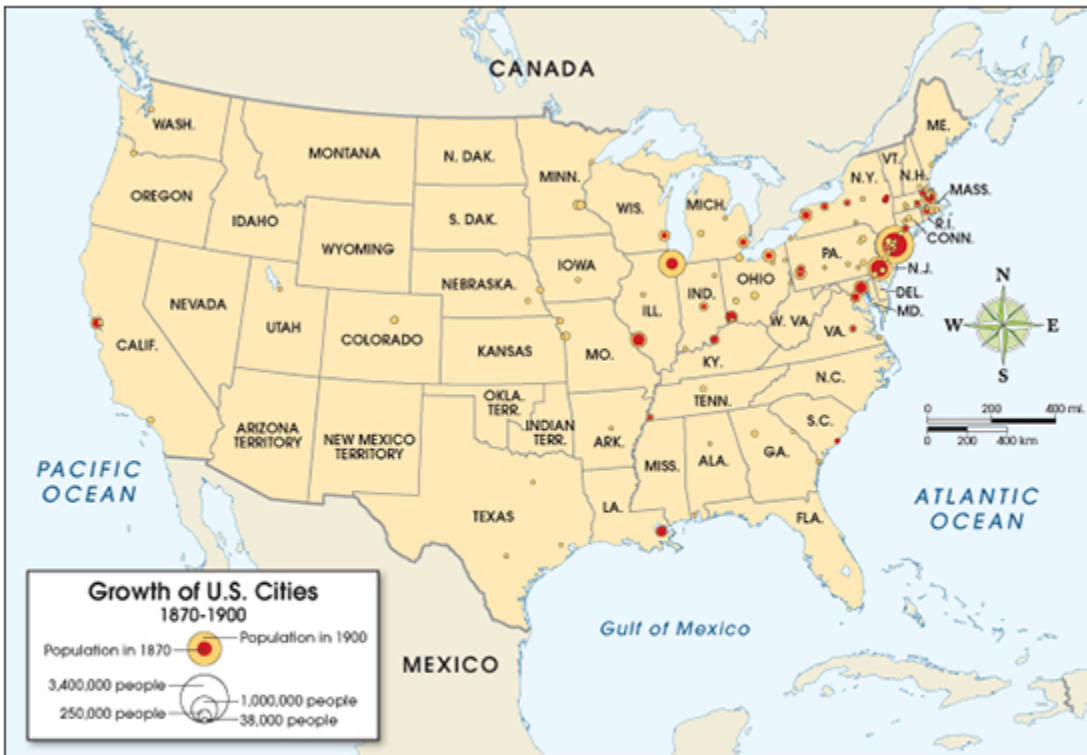 CANADA
WASH.
MONTANA
N. DAK.
MINN.
ME.
VT.
N.H.
N.Y.
MASS.
OREGON
IDAHO
S. DAK.
WIS.
MICH.
R.I.
CONN.
WYOMING
IOWA
PA.
N.J.
NEBRASKA
OHIO
DEL.
NEVADA
ILL.
IND.
MD.
N
W E
S
UTAH
COLORADO
W. VA.
VA.
CALIF.
KANSAS
MO.
KY.
N.C.
OKLA.
TERR.
TENN.
ARIZONA
TERRITORY
NEW MEXICO
TERRITORY
INDIAN
TERR.
ARK.
S.C.
0 200 400 mi.
0 200 400 km
MISS.
ALA.
GA.
PACIFIC
OCEAN
ATLANTIC
OCEAN
TEXAS
LA.
FLA.
Gulf of Mexico
MEXICO
Growth of U.S. Cities
1870-1900
Population in 1900
Population in 1870
3,400,000 people
1,000,000 people
250,000 people
38,000 people